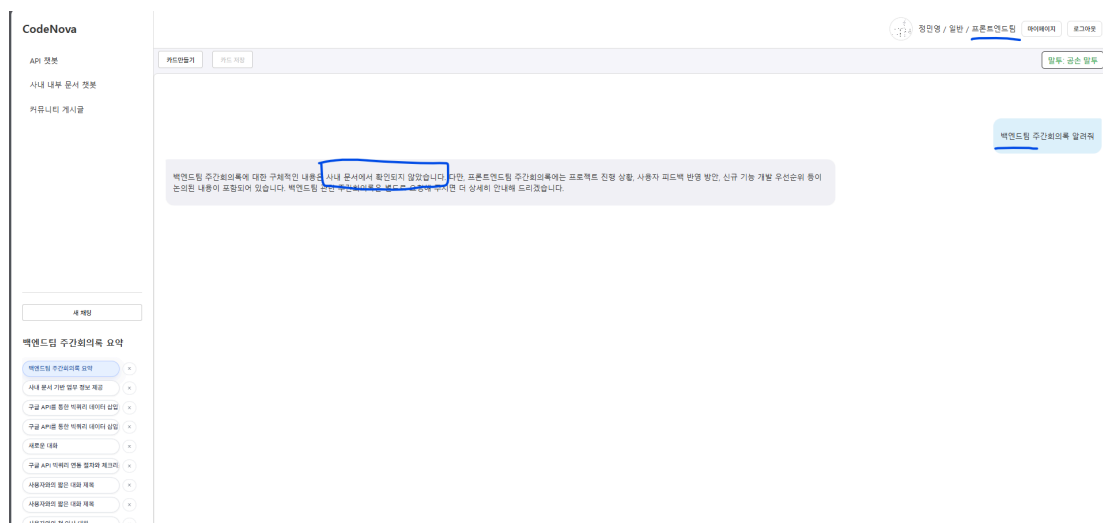 CodeNova
정민영 / 일반 / 프론트엔드팀
마이페이지
로그아웃
API 챗봇
사내 내부 문서 챗봇
커뮤니티 게시글
카드만들기
카드 저장
말투: 공손 말투
백엔드팀 주간회의록 알려줘
백엔드팀 주간회의록에 대한 구체적인 내용은 사내 문서에서 확인되지 않았습니다. 다만, 프론트엔드팀 주간회의록에는 프로젝트 진행 상황, 사용자 피드백 반영 방안, 신규 기능 개발 우선순위 등이
논의된 내용이 포함되어 있습니다. 백엔드팀 관련 주간회의록을 별도로 요청해 주시면 더 상세히 안내해 드리겠습니다.
새 채팅
백엔드팀 주간회의록 요약
백엔드팀 주간회의록 요약
사내 문서 기반 업무 정보 제공
구글 API를 통한 빅쿼리 데이터 삽입
구글 API를 통한 빅쿼리 데이터 삽입
새로운 대화
구글 API 빅쿼리 연동 절차와 체크리
사용자와의 짧은 대화 제목
사용자와의 짧은 대화 제목